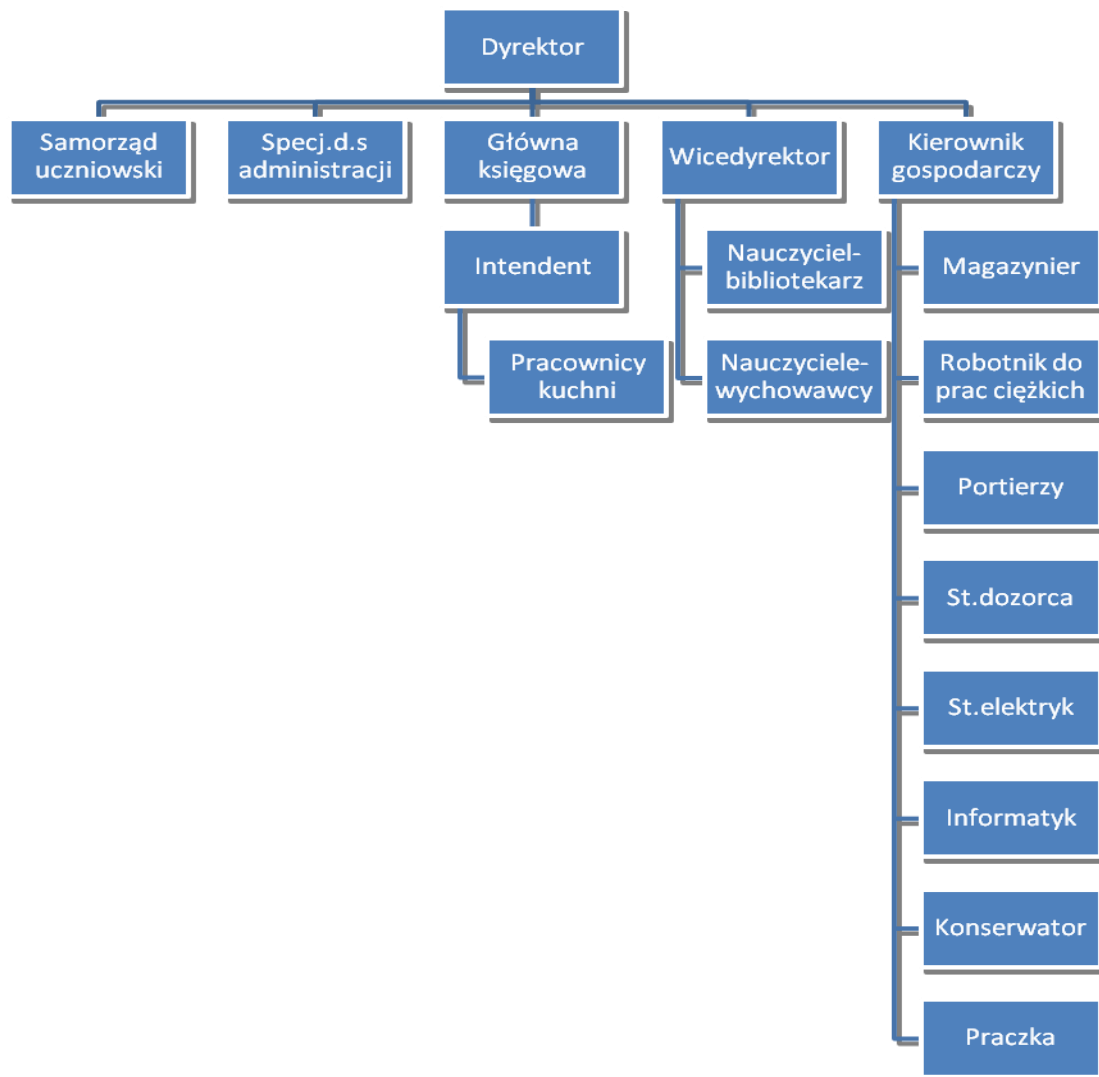 Dyrektor
Samorząd
uczniowski
Specj.d.s
administracji
Główna
księgowa
Wicedyrektor
Kierownik
gospodarczy
Intendent
Pracownicy
kuchni
Nauczyciel-
bibliotekarz
Nauczyciele-
wychowawcy
Magazynier
Robotnik do
prac ciężkich
Portierzy
St.dozorca
St.elektryk
Informatyk
Konserwator
Praczka